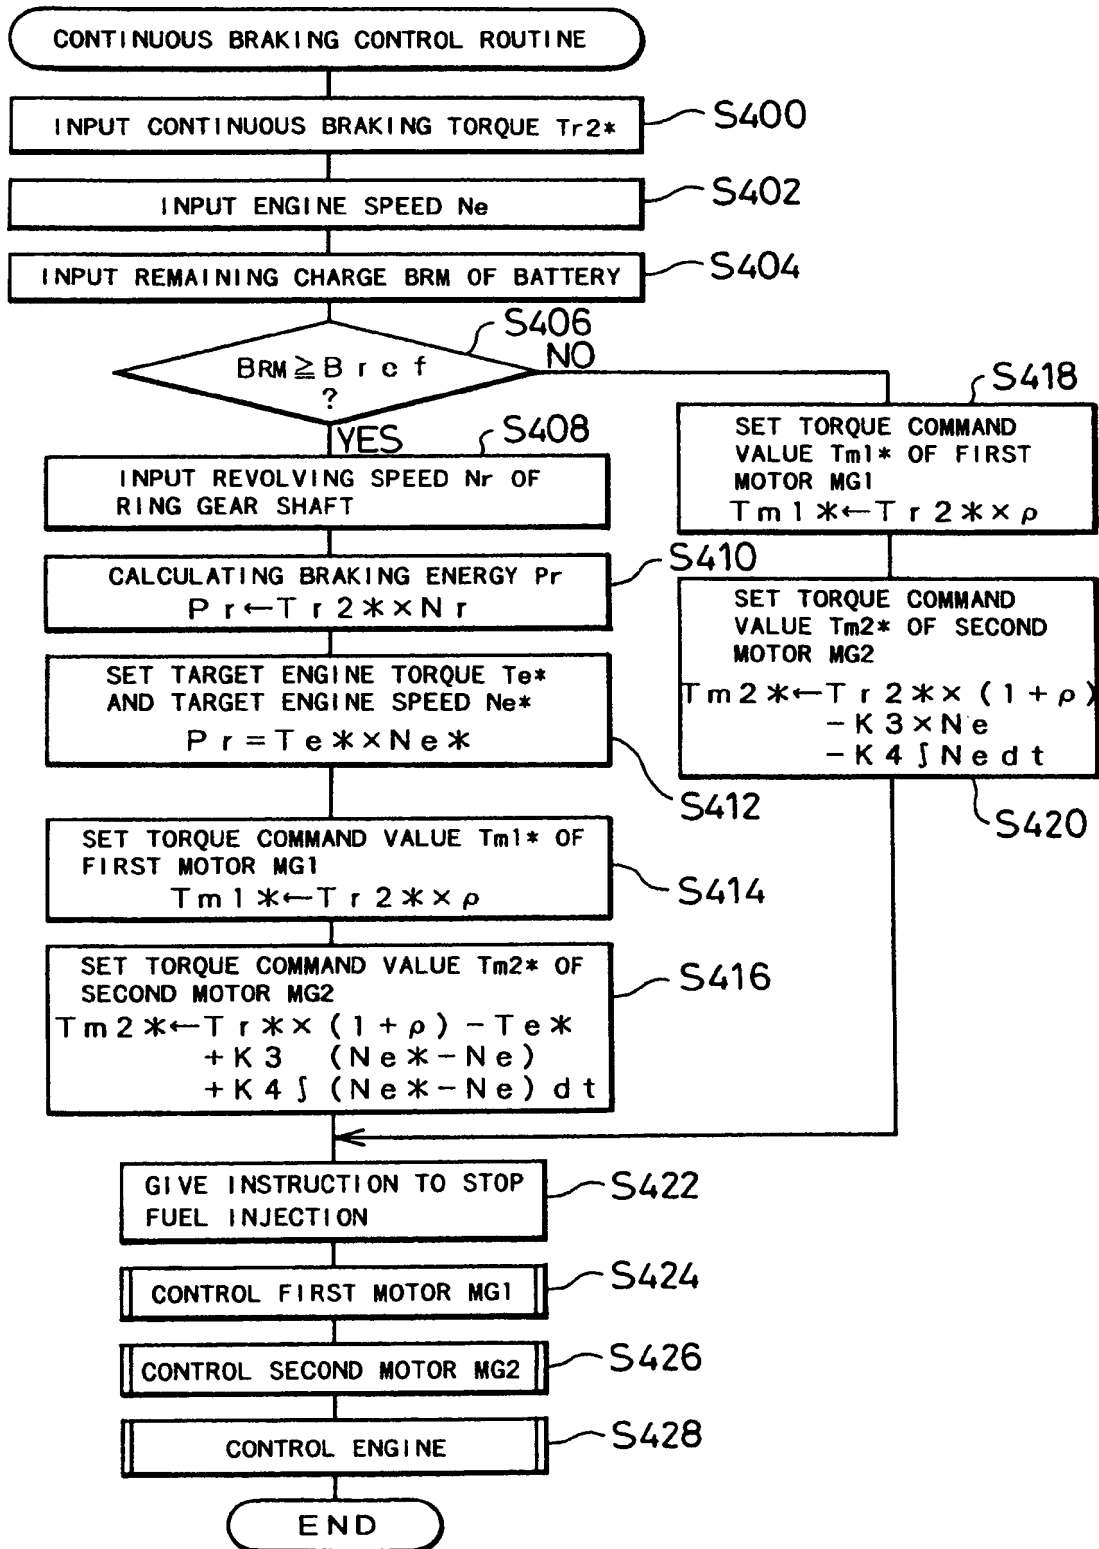 CONTINUOUS BRAKING CONTROL ROUTINE
INPUT CONTINUOUS BRAKING TORQUE Tr2*
S400
INPUT ENGINE SPEED Ne
S402
INPUT REMAINING CHARGE BRM OF BATTERY
S404
S406
BRM ≧ B r c f
?
NO
YES
S408
INPUT REVOLVING SPEED Nr OF
RING GEAR SHAFT
CALCULATING BRAKING ENERGY Pr
Pr←Tr2*×Nr
S410
SET TARGET ENGINE TORQUE Te*
AND TARGET ENGINE SPEED Ne*
Pr=Te*×Ne*
S412
SET TORQUE COMMAND VALUE Tm1* OF
FIRST MOTOR MG1
Tm1*←Tr2*×ρ
S414
SET TORQUE COMMAND VALUE Tm2* OF
SECOND MOTOR MG2
Tm2*←Tr*×(1+ρ)−Te*
+K3 (Ne*−Ne)
+K4∫(Ne*−Ne)dt
S416
S418
SET TORQUE COMMAND
VALUE Tm1* OF FIRST
MOTOR MG1
Tm1*←Tr2*×ρ
SET TORQUE COMMAND
VALUE Tm2* OF SECOND
MOTOR MG2
Tm2*←Tr2*×(1+ρ)
−K3×Ne
−K4∫Nedt
S420
GIVE INSTRUCTION TO STOP
FUEL INJECTION
S422
CONTROL FIRST MOTOR MG1
S424
CONTROL SECOND MOTOR MG2
S426
CONTROL ENGINE
S428
END